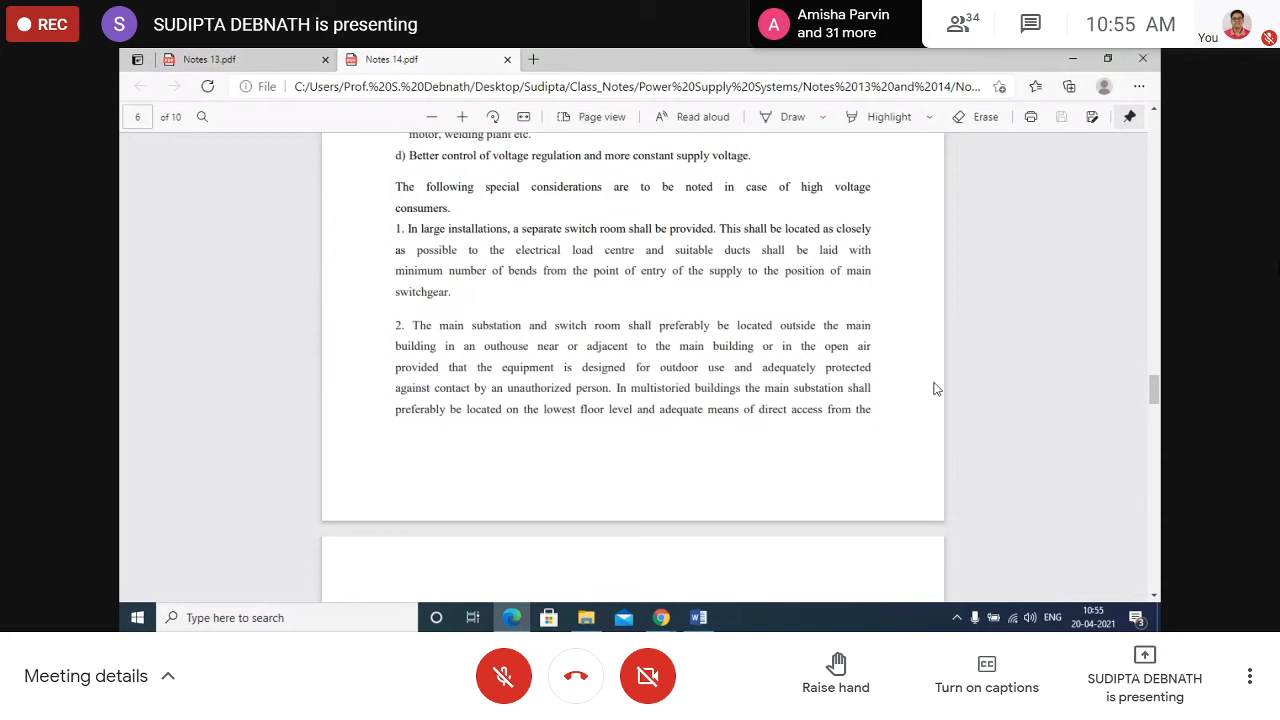 REC
S
SUDIPTA DEBNATH is presenting
A
Amisha Parvin
and 31 more
34
10:55 AM
You
Notes 13.pdf
Notes 14.pdf
File
C:/Users/Prof.%20S.%20Debnath/Desktop/Sudipta/Class_Notes/Power%20Supply%20Systems/Notes%2013%20and%2014/No...
6
of 10
Page view
Read aloud
Draw
Highlight
Erase
motor, welding plant etc.
d) Better control of voltage regulation and more constant supply voltage.
The following special considerations are to be noted in case of high voltage
consumers.
1. In large installations, a separate switch room shall be provided. This shall be located as closely
as possible to the electrical load centre and suitable ducts shall be laid with
minimum number of bends from the point of entry of the supply to the position of main
switchgear.
2. The main substation and switch room shall preferably be located outside the main
building in an outhouse near or adjacent to the main building or in the open air
provided that the equipment is designed for outdoor use and adequately protected
against contact by an unauthorized person. In multistoried buildings the main substation shall
preferably be located on the lowest floor level and adequate means of direct access from the
Type here to search
ENG
10:55
20-04-2021
3
Meeting details
Raise hand
Turn on captions
SUDIPTA DEBNATH
is presenting